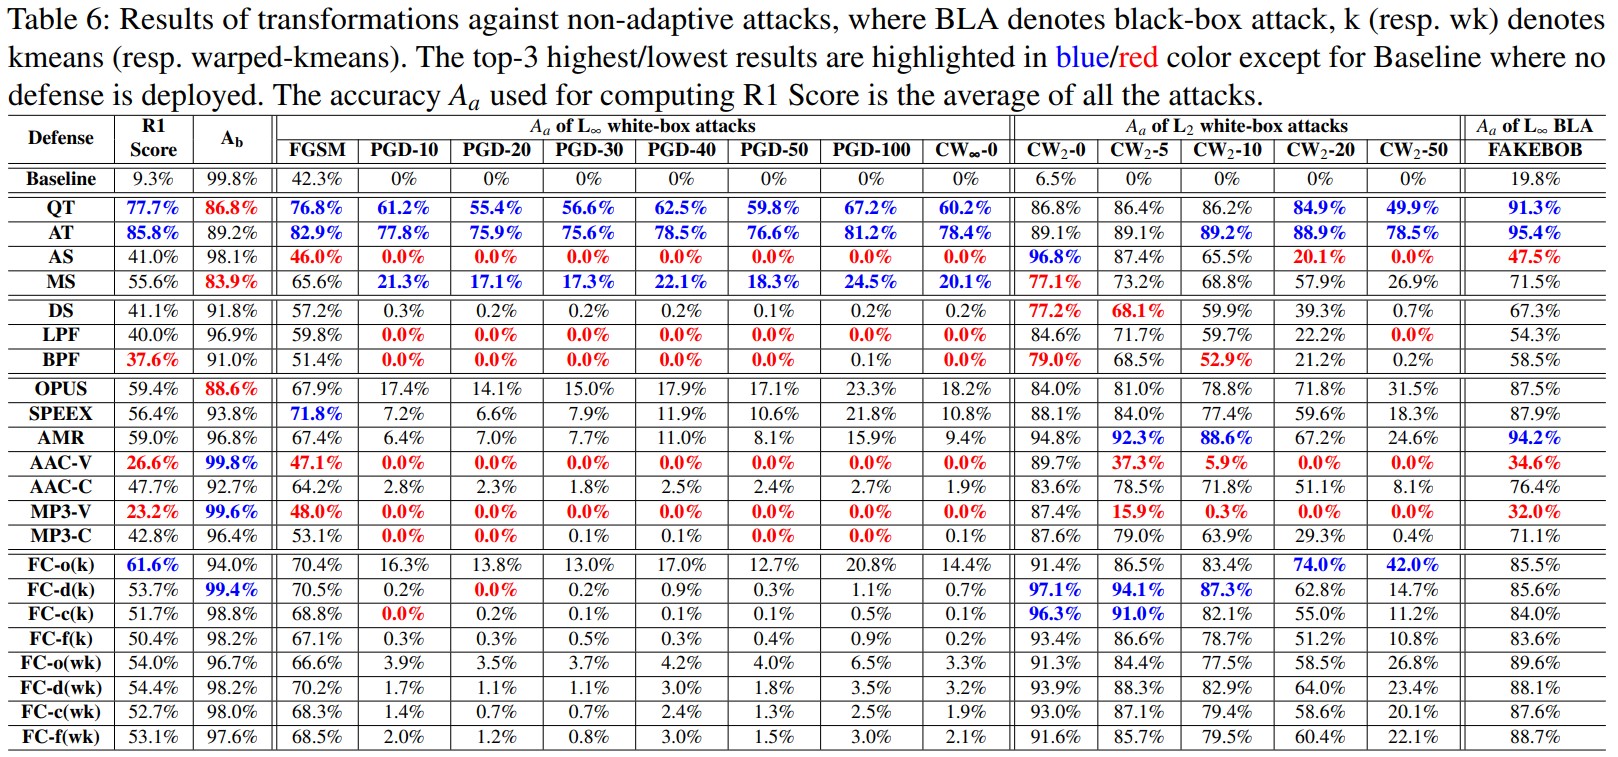 Table 6: Results of transformations against non-adaptive attacks, where BLA denotes black-box attack, k (resp. wk) denotes
kmeans (resp. warped-kmeans). The top-3 highest/lowest results are highlighted in blue/red color except for Baseline where no
defense is deployed. The accuracy Aₐ used for computing R1 Score is the average of all the attacks.
Defense R1 Score A_b Aₐ of L∞ white-box attacks Aₐ of L₂ white-box attacks Aₐ of L∞ BLA
FGSM PGD-10 PGD-20 PGD-30 PGD-40 PGD-50 PGD-100 CW∞-0 CW₂-0 CW₂-5 CW₂-10 CW₂-20 CW₂-50 FAKEBOB
Baseline 9.3% 99.8% 42.3% 0% 0% 0% 0% 0% 0% 0% 6.5% 0% 0% 0% 0% 19.8%
QT 77.7% 86.8% 76.8% 61.2% 55.4% 56.6% 62.5% 59.8% 67.2% 60.2% 86.8% 86.4% 86.2% 84.9% 49.9% 91.3%
AT 85.8% 89.2% 82.9% 77.8% 75.9% 75.6% 78.5% 76.6% 81.2% 78.4% 89.1% 89.1% 89.2% 88.9% 78.5% 95.4%
AS 41.0% 98.1% 46.0% 0.0% 0.0% 0.0% 0.0% 0.0% 0.0% 0.0% 96.8% 87.4% 65.5% 20.1% 0.0% 47.5%
MS 55.6% 83.9% 65.6% 21.3% 17.1% 17.3% 22.1% 18.3% 24.5% 20.1% 77.1% 73.2% 68.8% 57.9% 26.9% 71.5%
DS 41.1% 91.8% 57.2% 0.3% 0.2% 0.2% 0.2% 0.1% 0.2% 0.2% 77.2% 68.1% 59.9% 39.3% 0.7% 67.3%
LPF 40.0% 96.9% 59.8% 0.0% 0.0% 0.0% 0.0% 0.0% 0.0% 0.0% 84.6% 71.7% 59.7% 22.2% 0.0% 54.3%
BPF 37.6% 91.0% 51.4% 0.0% 0.0% 0.0% 0.0% 0.0% 0.1% 0.0% 79.0% 68.5% 52.9% 21.2% 0.2% 58.5%
OPUS 59.4% 88.6% 67.9% 17.4% 14.1% 15.0% 17.9% 17.1% 23.3% 18.2% 84.0% 81.0% 78.8% 71.8% 31.5% 87.5%
SPEEX 56.4% 93.8% 71.8% 7.2% 6.6% 7.9% 11.9% 10.6% 21.8% 10.8% 88.1% 84.0% 77.4% 59.6% 18.3% 87.9%
AMR 59.0% 96.8% 67.4% 6.4% 7.0% 7.7% 11.0% 8.1% 15.9% 9.4% 94.8% 92.3% 88.6% 67.2% 24.6% 94.2%
AAC-V 26.6% 99.8% 47.1% 0.0% 0.0% 0.0% 0.0% 0.0% 0.0% 0.0% 89.7% 37.3% 5.9% 0.0% 0.0% 34.6%
AAC-C 47.7% 92.7% 64.2% 2.8% 2.3% 1.8% 2.5% 2.4% 2.7% 1.9% 83.6% 78.5% 71.8% 51.1% 8.1% 76.4%
MP3-V 23.2% 99.6% 48.0% 0.0% 0.0% 0.0% 0.0% 0.0% 0.0% 0.0% 87.4% 15.9% 0.3% 0.0% 0.0% 32.0%
MP3-C 42.8% 96.4% 53.1% 0.0% 0.0% 0.1% 0.1% 0.0% 0.0% 0.1% 87.6% 79.0% 63.9% 29.3% 0.4% 71.1%
FC-o(k) 61.6% 94.0% 70.4% 16.3% 13.8% 13.0% 17.0% 12.7% 20.8% 14.4% 91.4% 86.5% 83.4% 74.0% 42.0% 85.5%
FC-d(k) 53.7% 99.4% 70.5% 0.2% 0.0% 0.2% 0.9% 0.3% 1.1% 0.7% 97.1% 94.1% 87.3% 62.8% 14.7% 85.6%
FC-c(k) 51.7% 98.8% 68.8% 0.0% 0.2% 0.1% 0.1% 0.1% 0.5% 0.1% 96.3% 91.0% 82.1% 55.0% 11.2% 84.0%
FC-f(k) 50.4% 98.2% 67.1% 0.3% 0.3% 0.5% 0.3% 0.4% 0.9% 0.2% 93.4% 86.6% 78.7% 51.2% 10.8% 83.6%
FC-o(wk) 54.0% 96.7% 66.6% 3.9% 3.5% 3.7% 4.2% 4.0% 6.5% 3.3% 91.3% 84.4% 77.5% 58.5% 26.8% 89.6%
FC-d(wk) 54.4% 98.2% 70.2% 1.7% 1.1% 1.1% 3.0% 1.8% 3.5% 3.2% 93.9% 88.3% 82.9% 64.0% 23.4% 88.1%
FC-c(wk) 52.7% 98.0% 68.3% 1.4% 0.7% 0.7% 2.4% 1.3% 2.5% 1.9% 93.0% 87.1% 79.4% 58.6% 20.1% 87.6%
FC-f(wk) 53.1% 97.6% 68.5% 2.0% 1.2% 0.8% 3.0% 1.5% 3.0% 2.1% 91.6% 85.7% 79.5% 60.4% 22.1% 88.7%